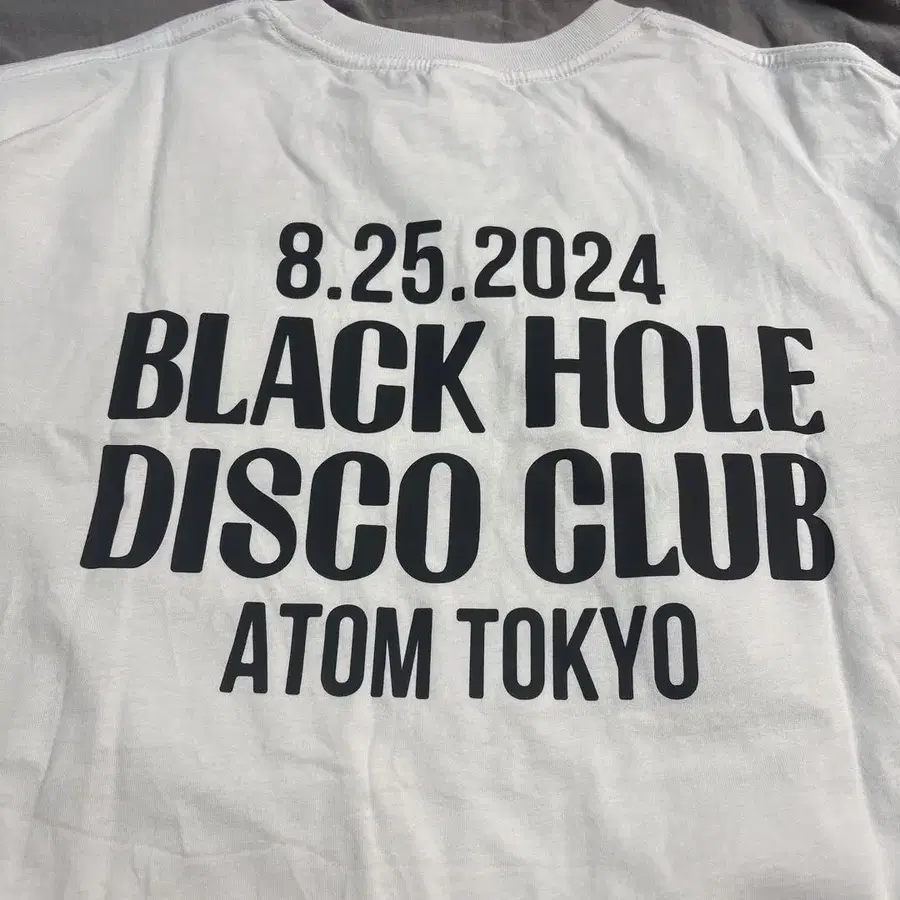 8.25.2024
BLACK HOLE
DISCO CLUB
ATOM TOKYO